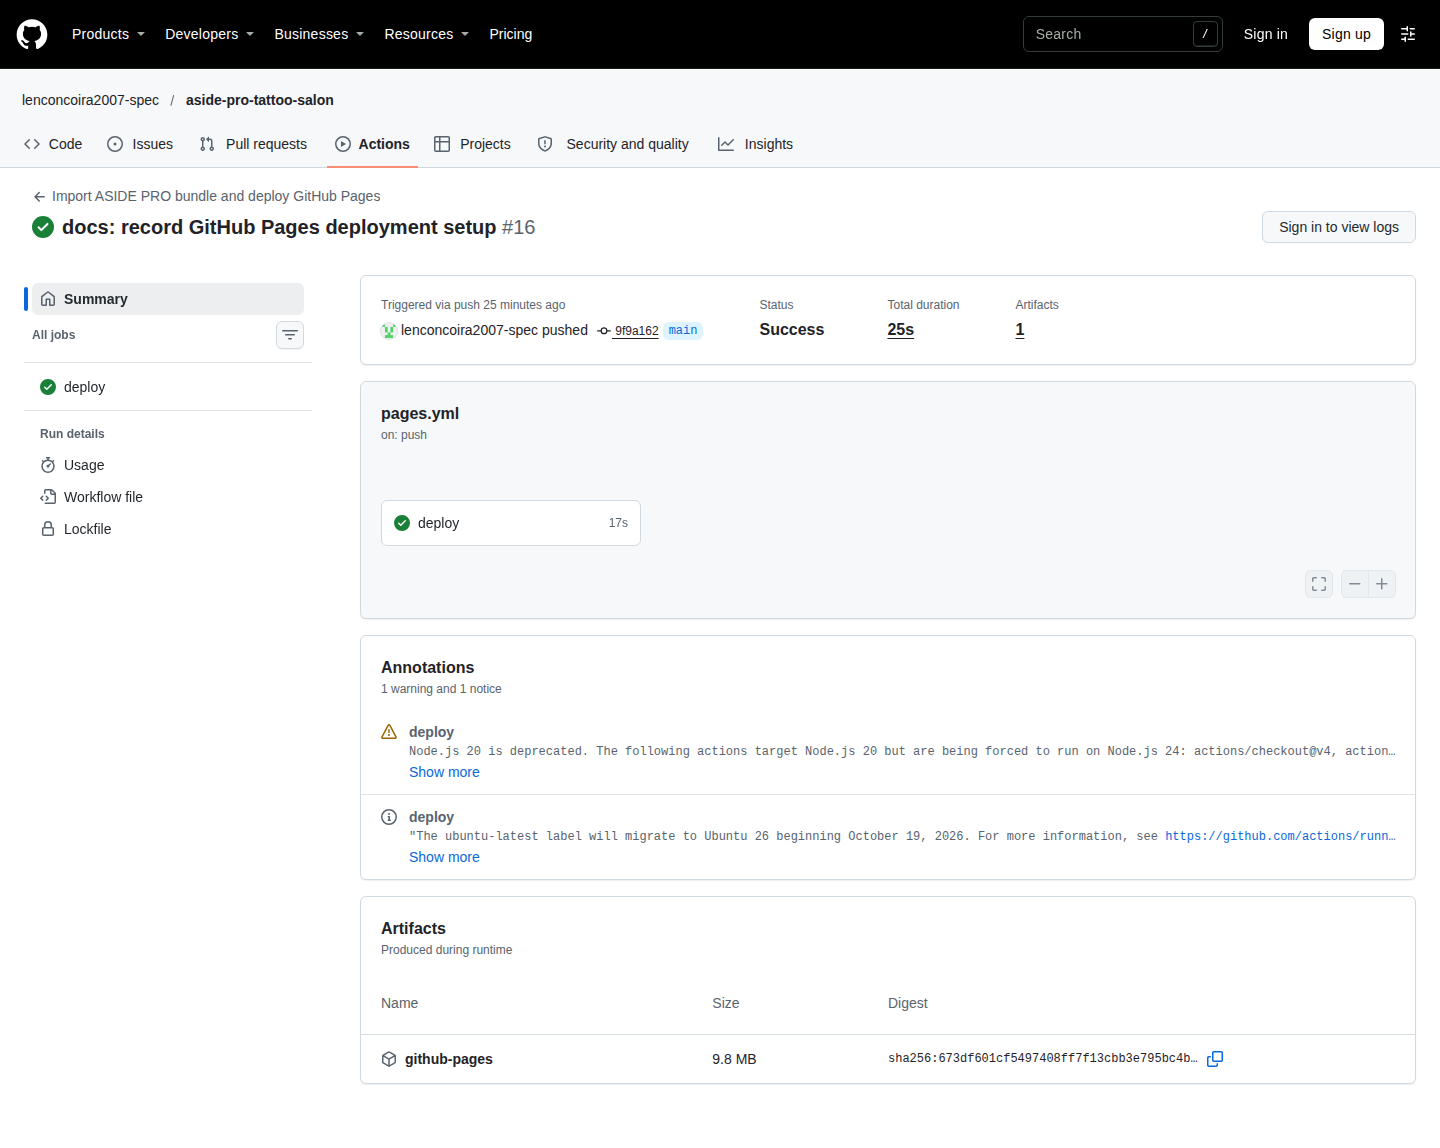 Products Developers Businesses Resources Pricing Search / Sign in Sign up
lenconcoira2007-spec / aside-pro-tattoo-salon
Code Issues Pull requests Actions Projects Security and quality Insights
Import ASIDE PRO bundle and deploy GitHub Pages
docs: record GitHub Pages deployment setup #16
Sign in to view logs
Summary
All jobs
deploy
Run details
Usage
Workflow file
Lockfile
Triggered via push 25 minutes ago
lenconcoira2007-spec pushed 9f9a162 main
Status
Success
Total duration
25s
Artifacts
1
pages.yml
on: push
deploy 17s
Annotations
1 warning and 1 notice
deploy
Node.js 20 is deprecated. The following actions target Node.js 20 but are being forced to run on Node.js 24: actions/checkout@v4, action…
Show more
deploy
"The ubuntu-latest label will migrate to Ubuntu 26 beginning October 19, 2026. For more information, see https://github.com/actions/runn…
Show more
Artifacts
Produced during runtime
Name Size Digest
github-pages 9.8 MB sha256:673df601cf5497408ff7f13cbb3e795bc4b…